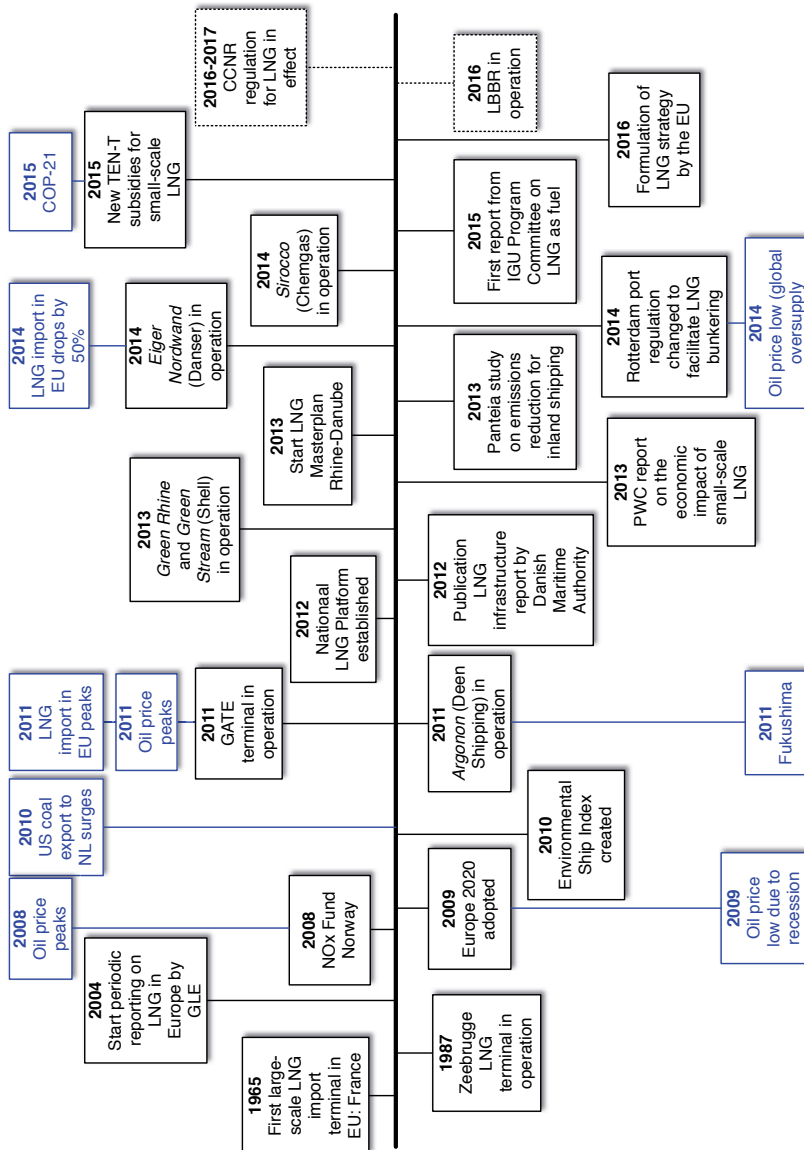 1965
First large-
scale LNG
import
terminal in
EU: France
1987
Zeebrugge
LNG
terminal in
operation
2004
Start periodic
reporting on
LNG in
Europe by
GLE
2008
Oil price
peaks
2008
NOx Fund
Norway
2009
Europe 2020
adopted
2009
Oil price
low due to
recession
2010
US coal
export to
NL surges
2010
Environmental
Ship Index
created
2011
LNG
import in
EU peaks
2011
Oil price
peaks
2011
GATE
terminal in
operation
2011
Argonon (Deen
Shipping) in
operation
2011
Fukushima
2012
Nationaal
LNG Platform
established
2012
Publication
LNG
infrastructure
report by
Danish
Maritime
Authority
2013
Green Rhine
and Green
Stream (Shell)
in operation
2013
PWC report
on the
economic
impact of
small-scale
LNG
2013
Start LNG
Masterplan
Rhine-Danube
2013
Panteia study
on emissions
reduction for
inland shipping
2014
LNG import in
EU drops by
50%
2014
Eiger
Nordwand
(Danser) in
operation
2014
Rotterdam port
regulation
changed to
facilitate LNG
bunkering
2014
Oil price low (global
oversupply
2014
Sirocco
(Chemgas)
in operation
2015
First report from
IGU Program
Committee on
LNG as fuel
2015
COP-21
2015
New TEN-T
subsidies for
small-scale
LNG
2016
Formulation of
LNG strategy
by the EU
2016-2017
CCNR
regulation
for LNG in
effect
2016
LBBR in
operation